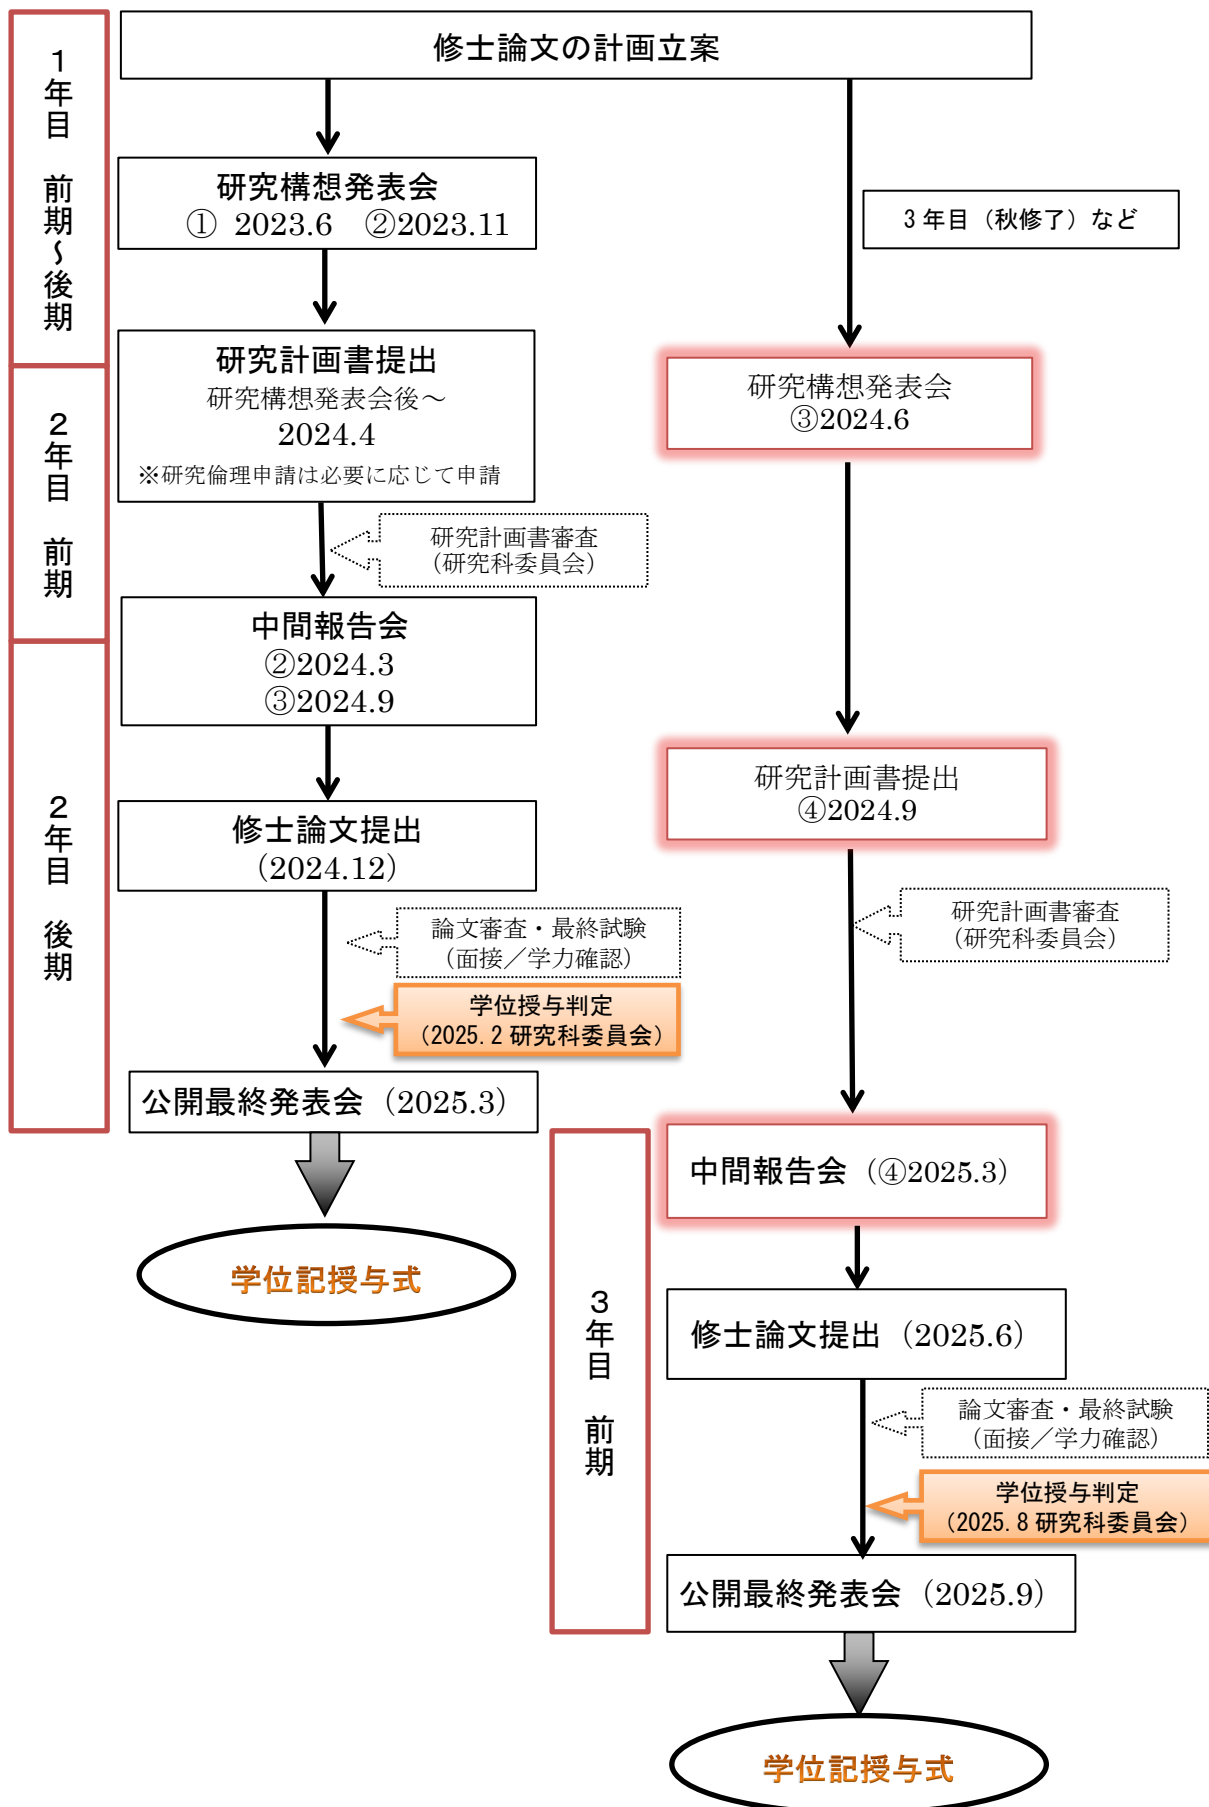 修士論文の計画立案
1年目 前期～後期
研究構想発表会
① 2023.6 ②2023.11
3年目（秋修了）など
研究計画書提出
研究構想発表会後～
2024.4
※研究倫理申請は必要に応じて申請
研究構想発表会
③2024.6
2年目 前期
研究計画書審査
（研究科委員会）
中間報告会
②2024.3
③2024.9
研究計画書提出
④2024.9
2年目 後期
修士論文提出
（2024.12）
論文審査・最終試験
（面接／学力確認）
研究計画書審査
（研究科委員会）
学位授与判定
（2025.2 研究科委員会）
公開最終発表会（2025.3）
中間報告会（④2025.3）
学位記授与式
3年目 前期
修士論文提出（2025.6）
論文審査・最終試験
（面接／学力確認）
学位授与判定
（2025.8 研究科委員会）
公開最終発表会（2025.9）
学位記授与式